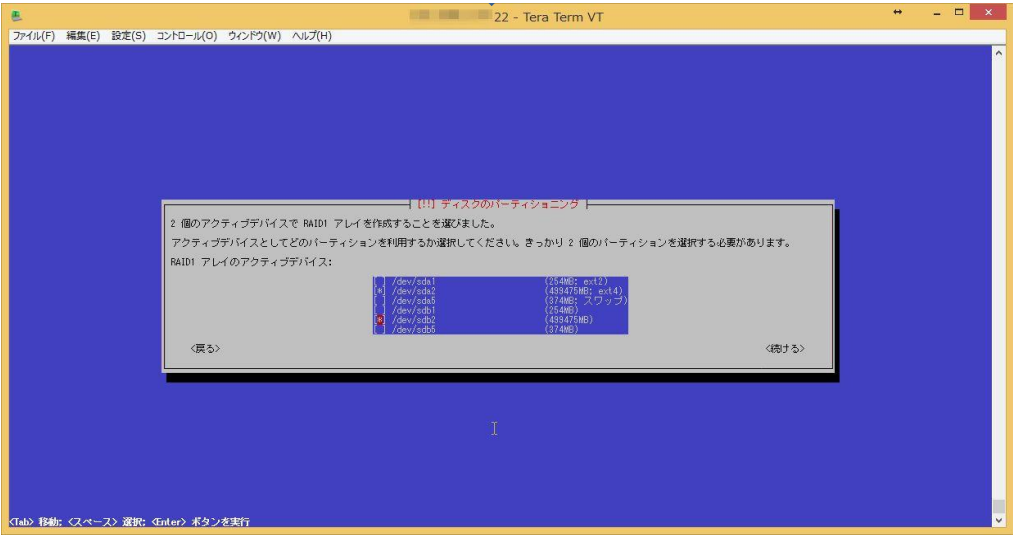 22 - Tera Term VT
ファイル(F) 編集(E) 設定(S) コントロール(O) ウィンドウ(W) ヘルプ(H)
[!!] ディスクのパーティショニング
2 個のアクティブデバイスで RAID1 アレイを作成することを選びました。
アクティブデバイスとしてどのパーティションを利用するか選択してください。きっかり 2 個のパーティションを選択する必要があります。
RAID1 アレイのアクティブデバイス:
[ ] /dev/sda1 (254MB; ext2)
[*] /dev/sda2 (499475MB; ext4)
[ ] /dev/sda5 (374MB; スワップ)
[ ] /dev/sdb1 (254MB)
[*] /dev/sdb2 (499475MB)
[ ] /dev/sdb5 (374MB)
<戻る> <続ける>
<Tab> 移動; <スペース> 選択; <Enter> ボタンを実行